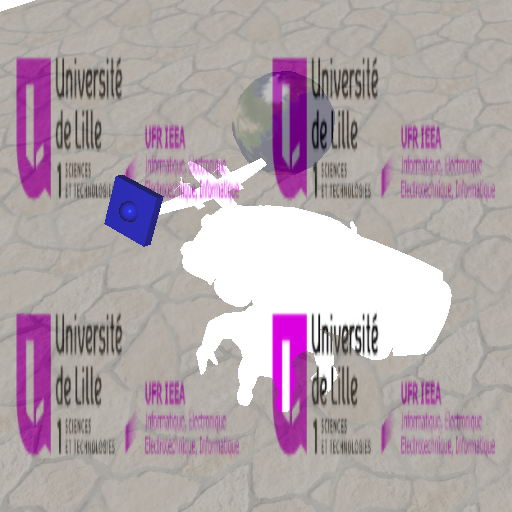 Université
de Lille
1 SCIENCES
ET TECHNOLOGIES
UFR IEEA
Informatique, Electronique
Electrotechnique, Informatique
Université
de Lille
1 SCIENCES
ET TECHNOLOGIES
UFR IEEA
Informatique, Electronique
Electrotechnique, Informatique
Université
de Lille
1 SCIENCES
ET TECHNOLOGIES
UFR IEEA
Informatique, Electronique
Electrotechnique, Informatique
Université
de Lille
1 SCIENCES
ET TECHNOLOGIES
UFR IEEA
Informatique, Electronique
Electrotechnique, Informatique